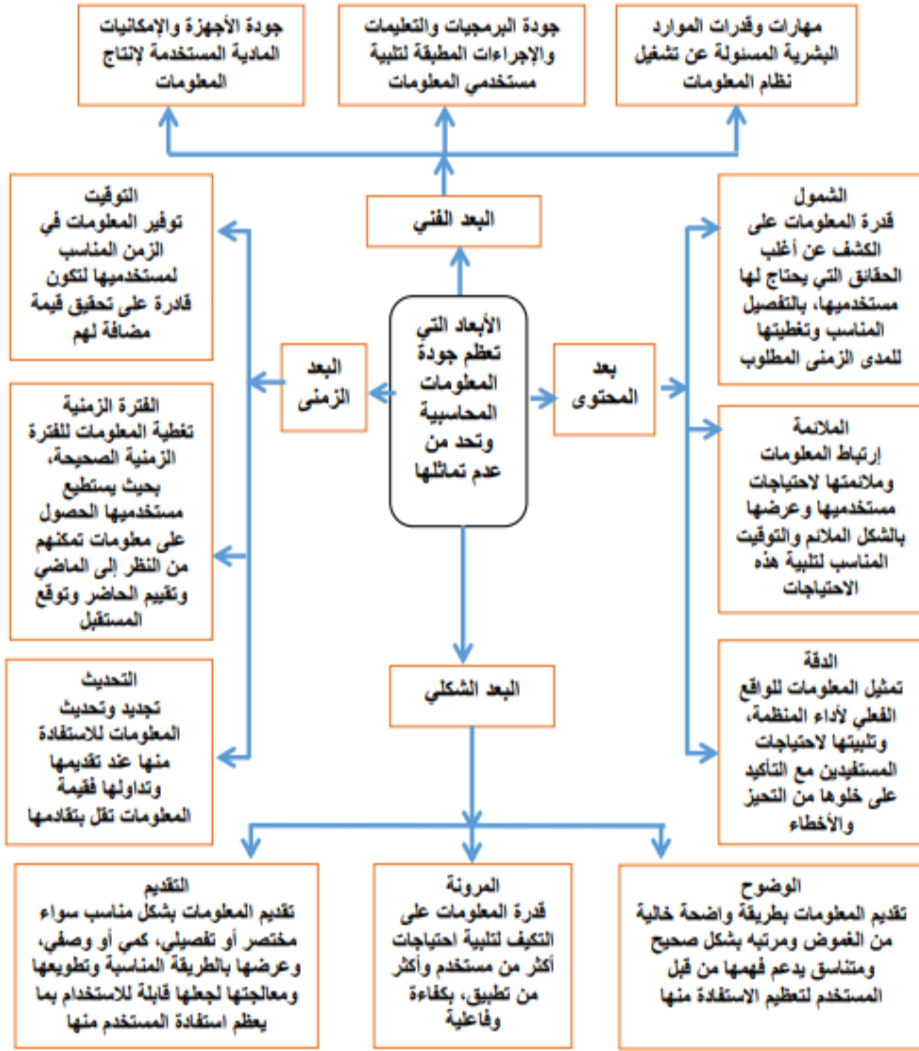 مهارات وقدرات الموارد
البشرية المسئولة عن تشغيل
نظام المعلومات
جودة البرمجيات والتعليمات
والإجراءات المطبقة لتلبية
مستخدمي المعلومات
جودة الأجهزة والإمكانيات
المادية المستخدمة لإنتاج
المعلومات
البعد الفني
الشمول
قدرة المعلومات على
الكشف عن أغلب
الحقائق التي يحتاج لها
مستخدميها، بالتفصيل
المناسب وتغطيتها
للمدى الزمنى المطلوب
التوقيت
توفير المعلومات في
الزمن المناسب
لمستخدميها لتكون
قادرة على تحقيق قيمة
مضافة لهم
الأبعاد التي
تعظم جودة
المعلومات
المحاسبية
وتحد من
عدم تماثلها
بعد
المحتوى
البعد
الزمنى
الملائمة
إرتباط المعلومات
وملائمتها لاحتياجات
مستخدميها وعرضها
بالشكل الملائم والتوقيت
المناسب لتلبية هذه
الاحتياجات
الفترة الزمنية
تغطية المعلومات للفترة
الزمنية الصحيحة،
بحيث يستطيع
مستخدميها الحصول
على معلومات تمكنهم
من النظر إلى الماضي
وتقييم الحاضر وتوقع
المستقبل
الدقة
تمثيل المعلومات للواقع
الفعلي لأداء المنظمة،
وتلبيتها لاحتياجات
المستفيدين مع التأكيد
على خلوها من التحيز
والأخطاء
البعد الشكلي
التحديث
تجديد وتحديث
المعلومات للاستفادة
منها عند تقديمها
وتداولها فقيمة
المعلومات تقل بتقادمها
الوضوح
تقديم المعلومات بطريقة واضحة خالية
من الغموض ومرتبه بشكل صحيح
ومتناسق يدعم فهمها من قبل
المستخدم لتعظيم الاستفادة منها
المرونة
قدرة المعلومات على
التكيف لتلبية احتياجات
أكثر من مستخدم وأكثر
من تطبيق، بكفاءة
وفاعلية
التقديم
تقديم المعلومات بشكل مناسب سواء
مختصر أو تفصيلي، كمي أو وصفي،
وعرضها بالطريقة المناسبة وتطويعها
ومعالجتها لجعلها قابلة للاستخدام بما
يعظم استفادة المستخدم منها